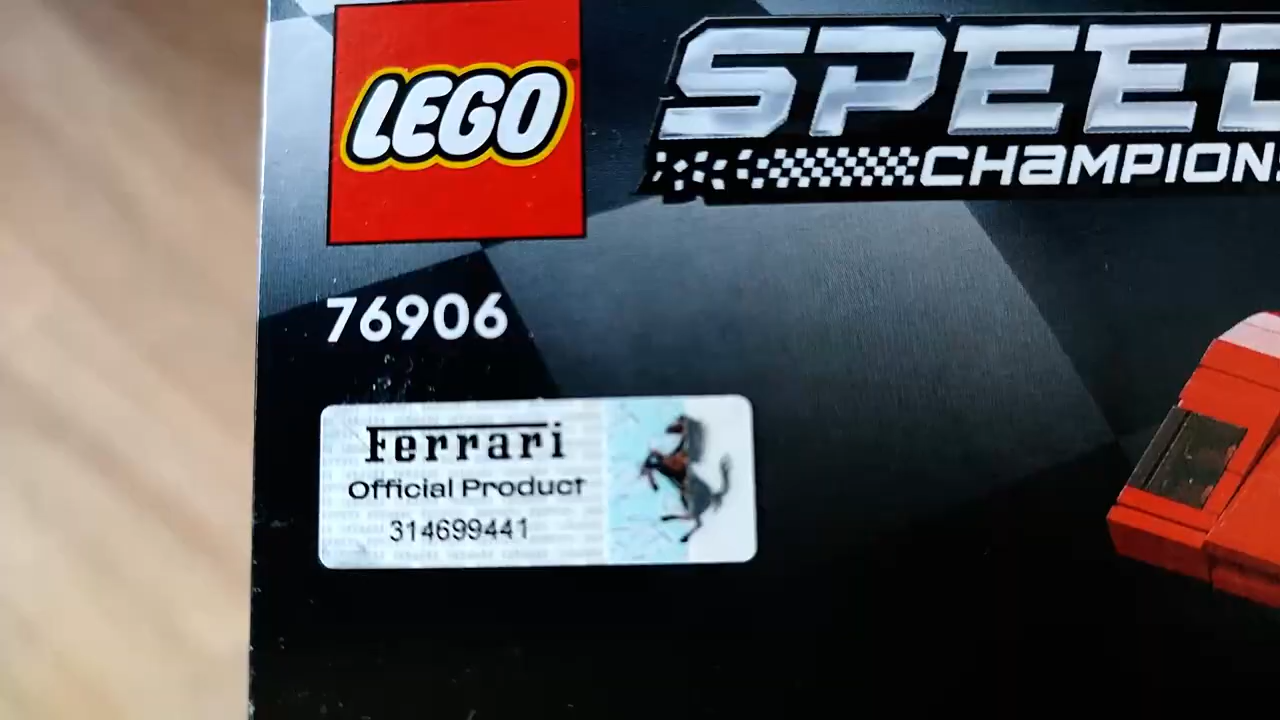 LEGO
SPEED
CHAMPIONS
76906
Ferrari
Official Product
314699441